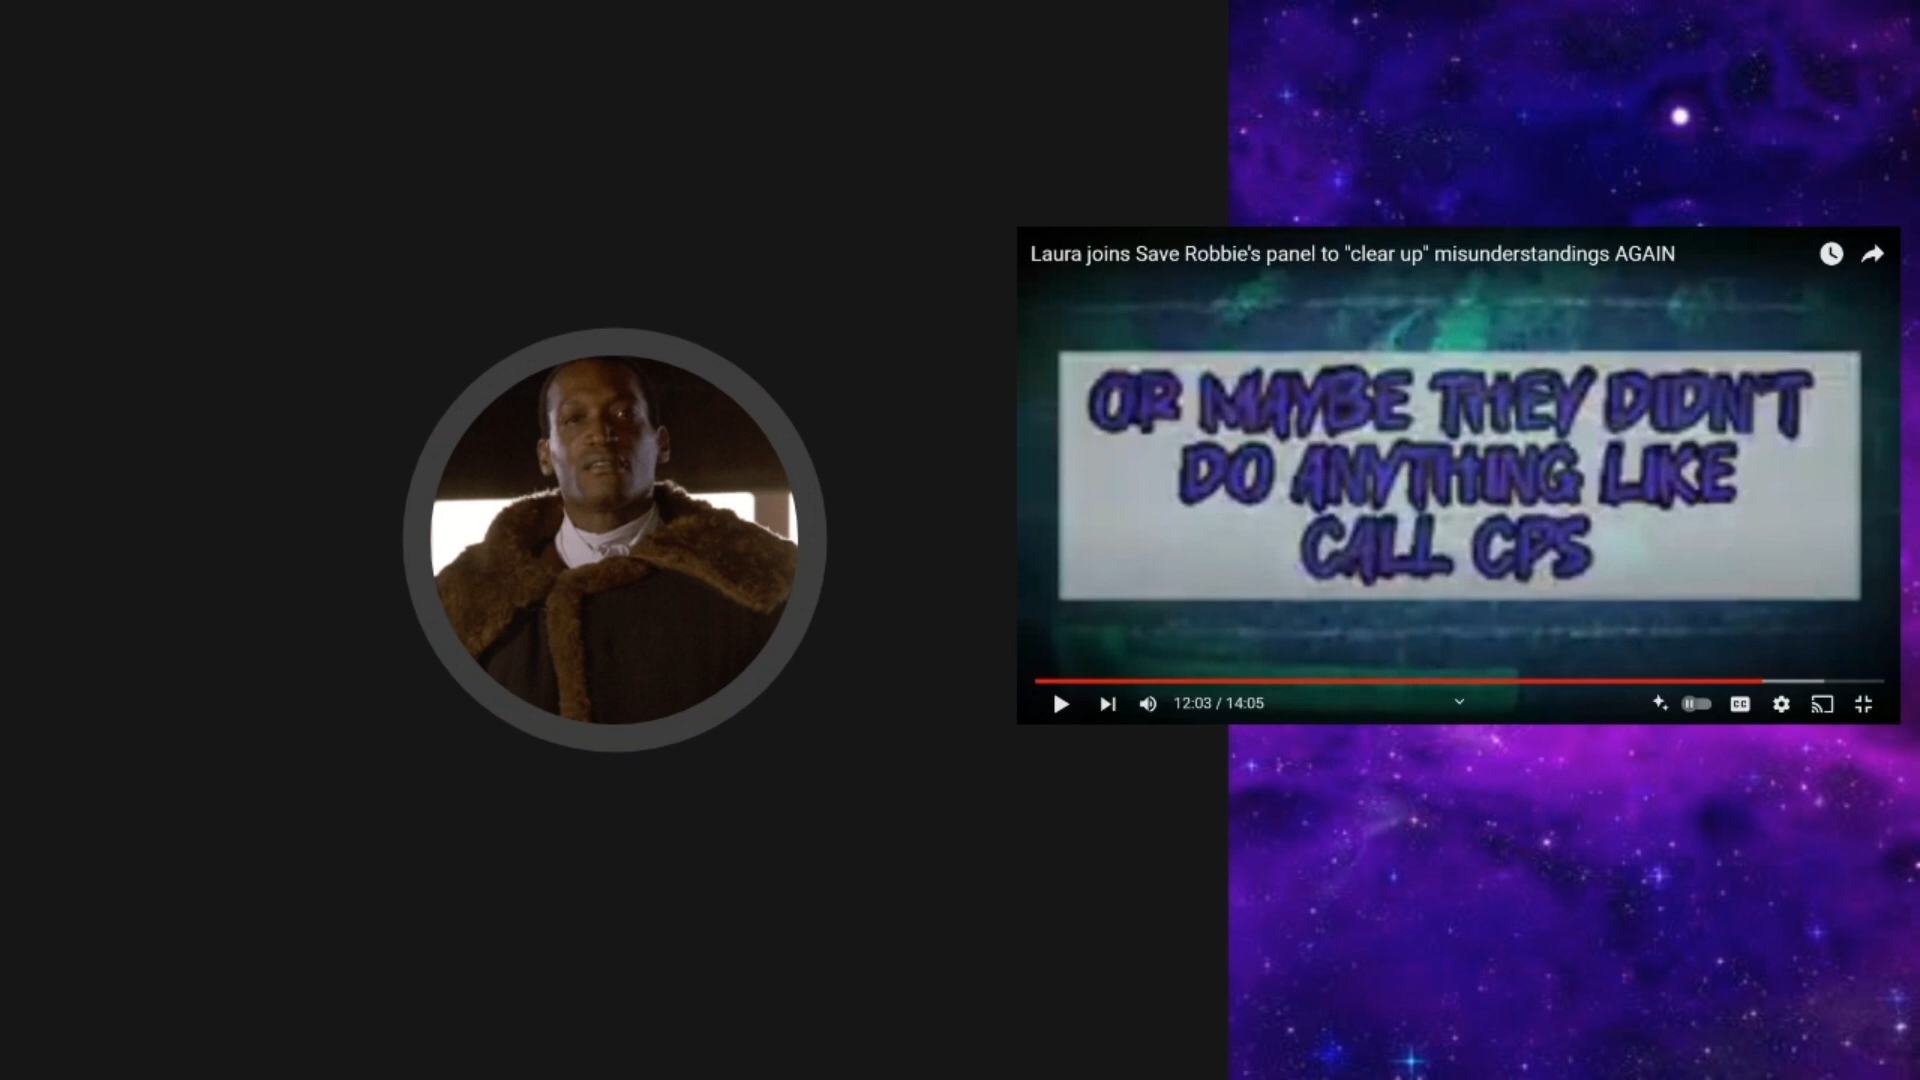 Laura joins Save Robbie's panel to "clear up" misunderstandings AGAIN
OR MAYBE THEY DIDN'T
DO ANYTHING LIKE
CALL CPS
12:03 / 14:05
CC